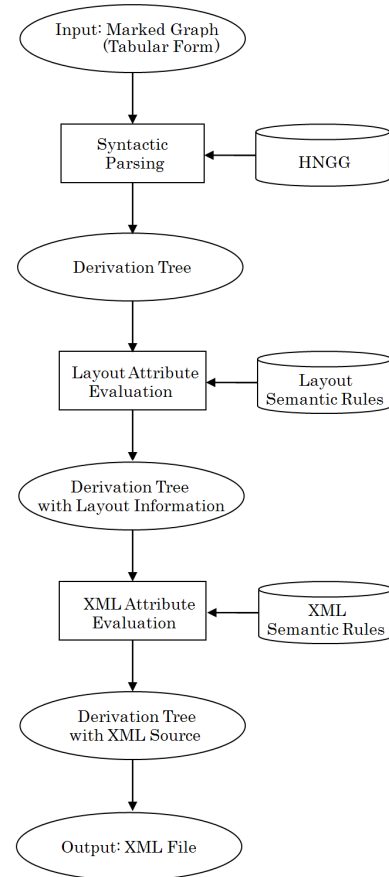 Input: Marked Graph
(Tabular Form)
Syntactic
Parsing
HNGG
Derivation Tree
Layout Attribute
Evaluation
Layout
Semantic Rules
Derivation Tree
with Layout Information
XML Attribute
Evaluation
XML
Semantic Rules
Derivation Tree
with XML Source
Output: XML File